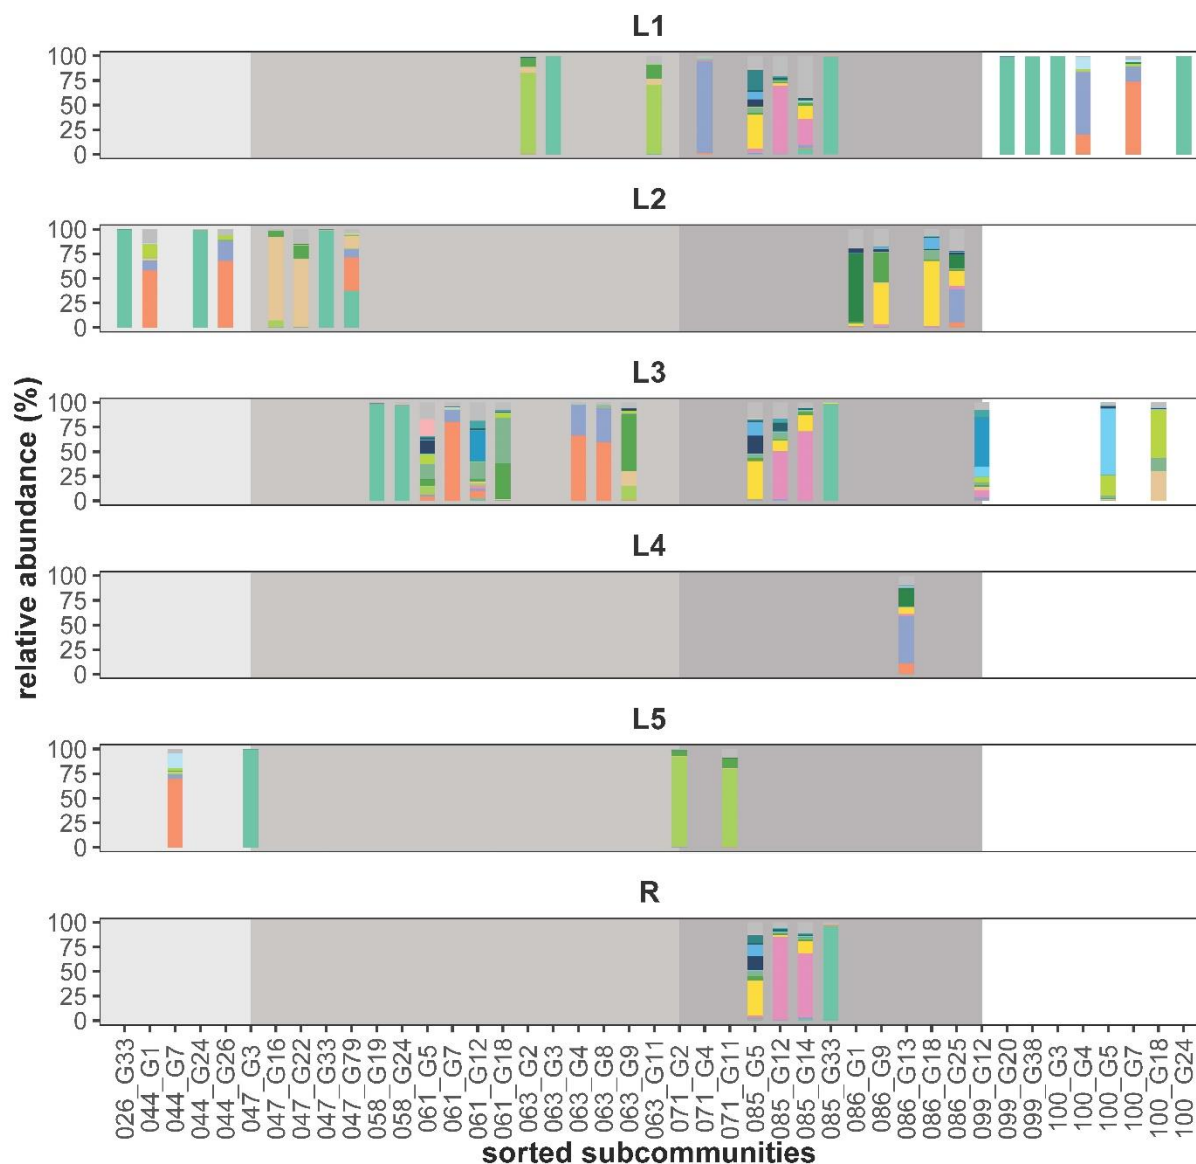 L1
100
75
50
25
0
L2
100
75
50
25
0
L3
100
75
50
25
0
L4
100
75
50
25
0
L5
100
75
50
25
0
R
100
75
50
25
0
relative abundance (%)
026_G33
044_G1
044_G7
044_G24
044_G26
047_G3
047_G16
047_G22
047_G33
047_G79
058_G19
058_G24
061_G5
061_G7
061_G12
061_G18
063_G2
063_G3
063_G4
063_G8
063_G9
063_G11
071_G2
071_G4
071_G11
085_G5
085_G12
085_G14
085_G33
086_G1
086_G9
086_G13
086_G18
086_G25
099_G12
099_G20
099_G38
100_G3
100_G4
100_G5
100_G7
100_G18
100_G24
sorted subcommunities